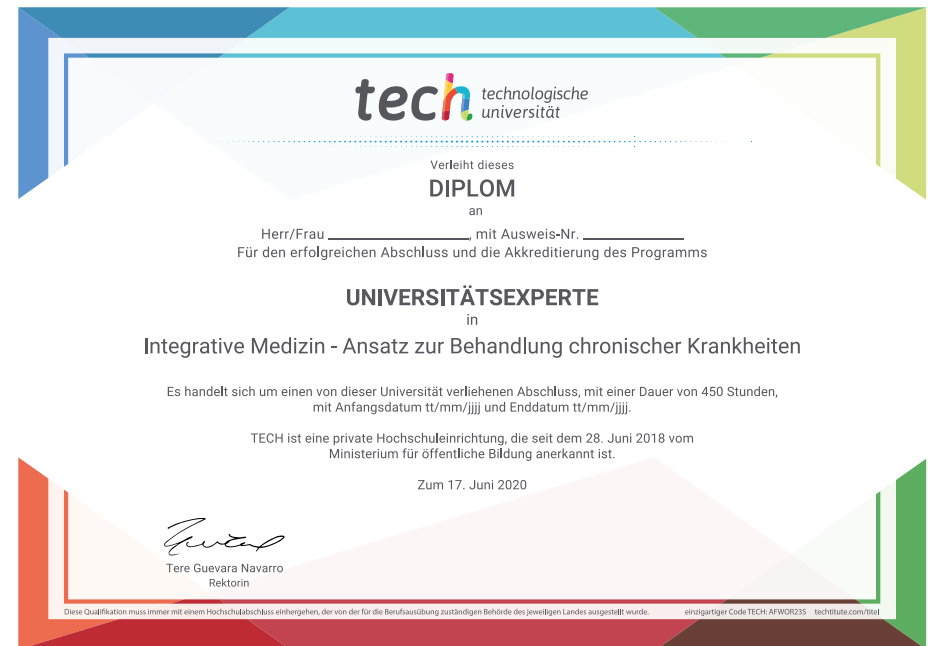 tech technologische
universität
Verleiht dieses
DIPLOM
an
Herr/Frau ____________, mit Ausweis-Nr. ____________
Für den erfolgreichen Abschluss und die Akkreditierung des Programms
UNIVERSITÄTSEXPERTE
in
Integrative Medizin - Ansatz zur Behandlung chronischer Krankheiten
Es handelt sich um einen von dieser Universität verliehenen Abschluss, mit einer Dauer von 450 Stunden,
mit Anfangsdatum tt/mm/jjjj und Enddatum tt/mm/jjjj.
TECH ist eine private Hochschuleinrichtung, die seit dem 28. Juni 2018 vom
Ministerium für öffentliche Bildung anerkannt ist.
Zum 17. Juni 2020
Tere Guevara Navarro
Rektorin
Diese Qualifikation muss immer mit einem Hochschulabschluss einhergehen, der von der für die Berufsausübung zuständigen Behörde des jeweiligen Landes ausgestellt wurde. einzigartiger Code TECH: AFWOR235 techtitute.com/titel